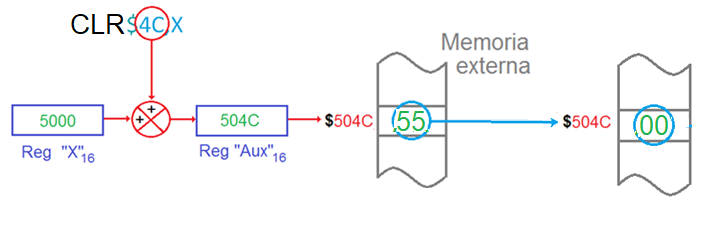 CLR $4C,X
Memoria
externa
+
+
5000
504C
$504C
55
$504C
00
Reg "X"16
Reg "Aux"16